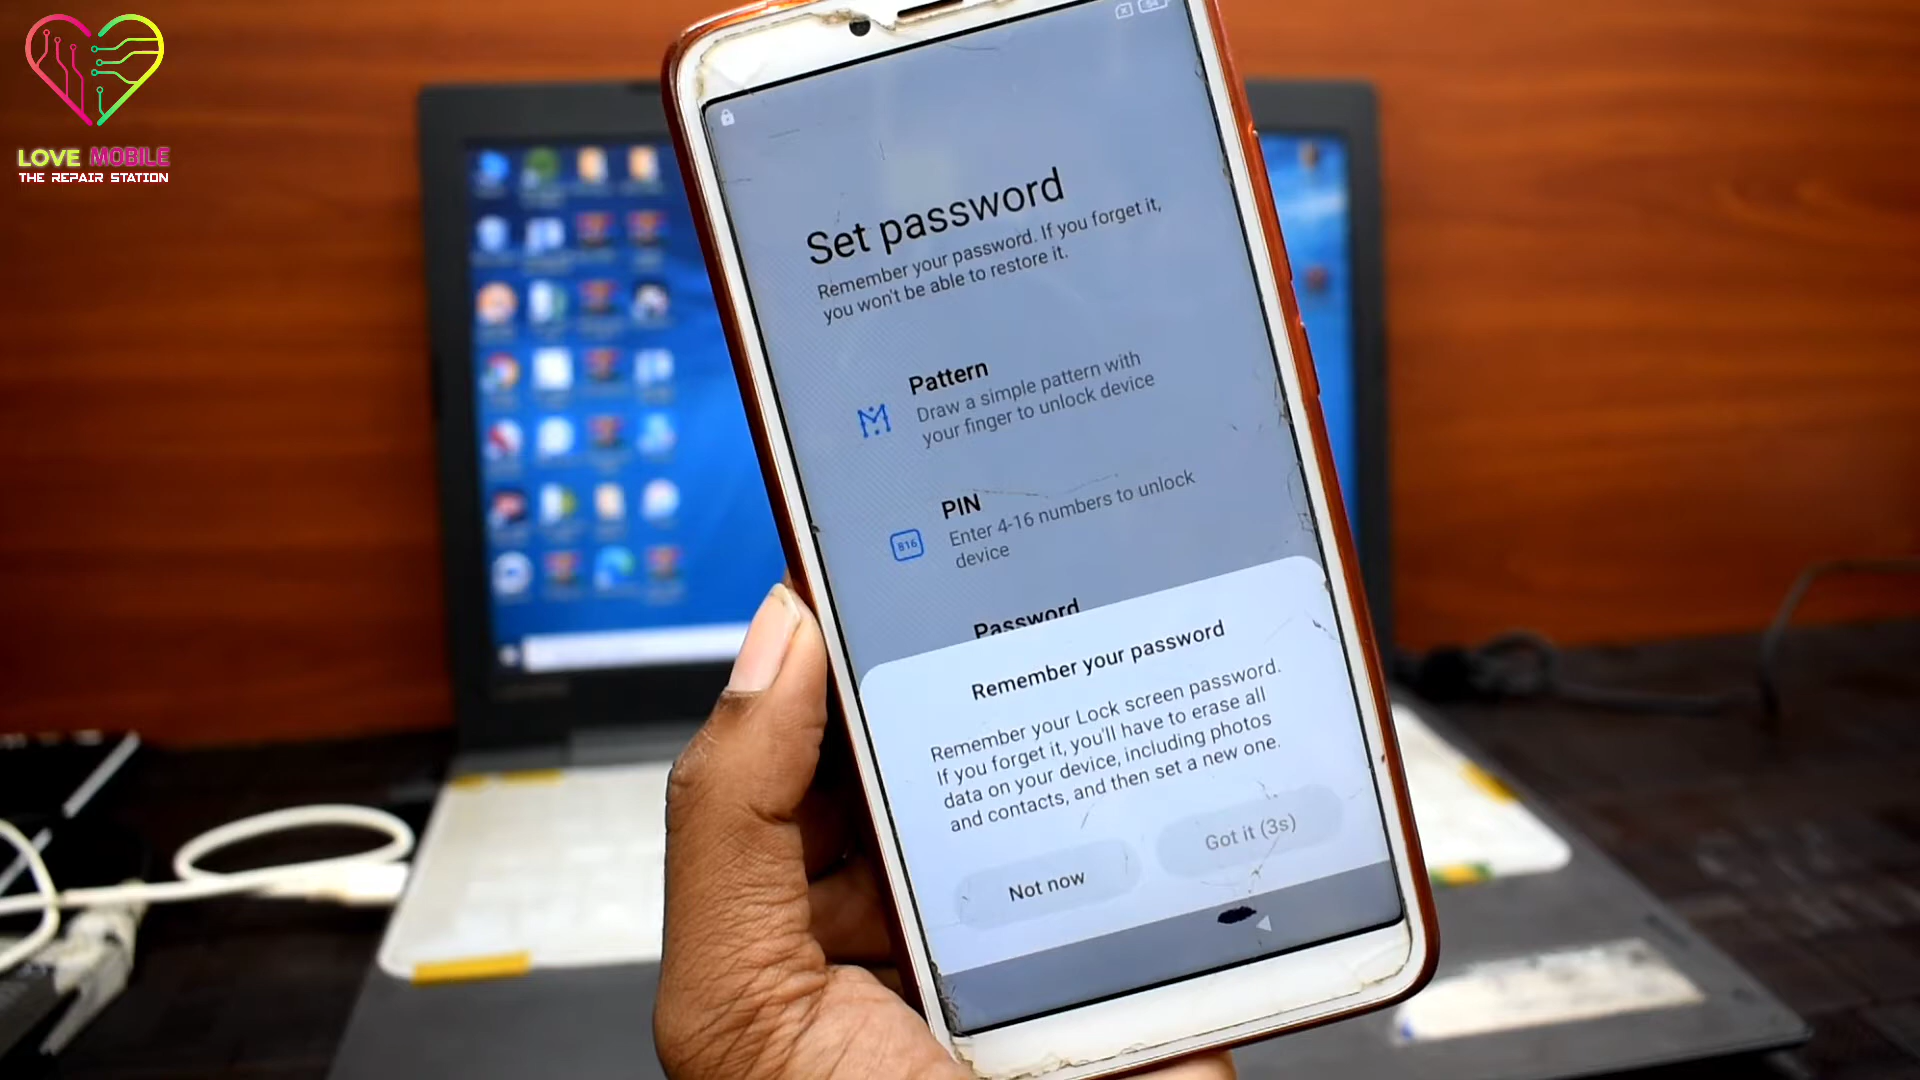 LOVE MOBILE
THE REPAIR STATION
54
Set password
Remember your password. If you forget it,
you won't be able to restore it.
Pattern
Draw a simple pattern with
your finger to unlock device
PIN
816
Enter 4-16 numbers to unlock
device
Password
Remember your password
Remember your Lock screen password.
If you forget it, you'll have to erase all
data on your device, including photos
and contacts, and then set a new one.
Not now
Got it (3s)